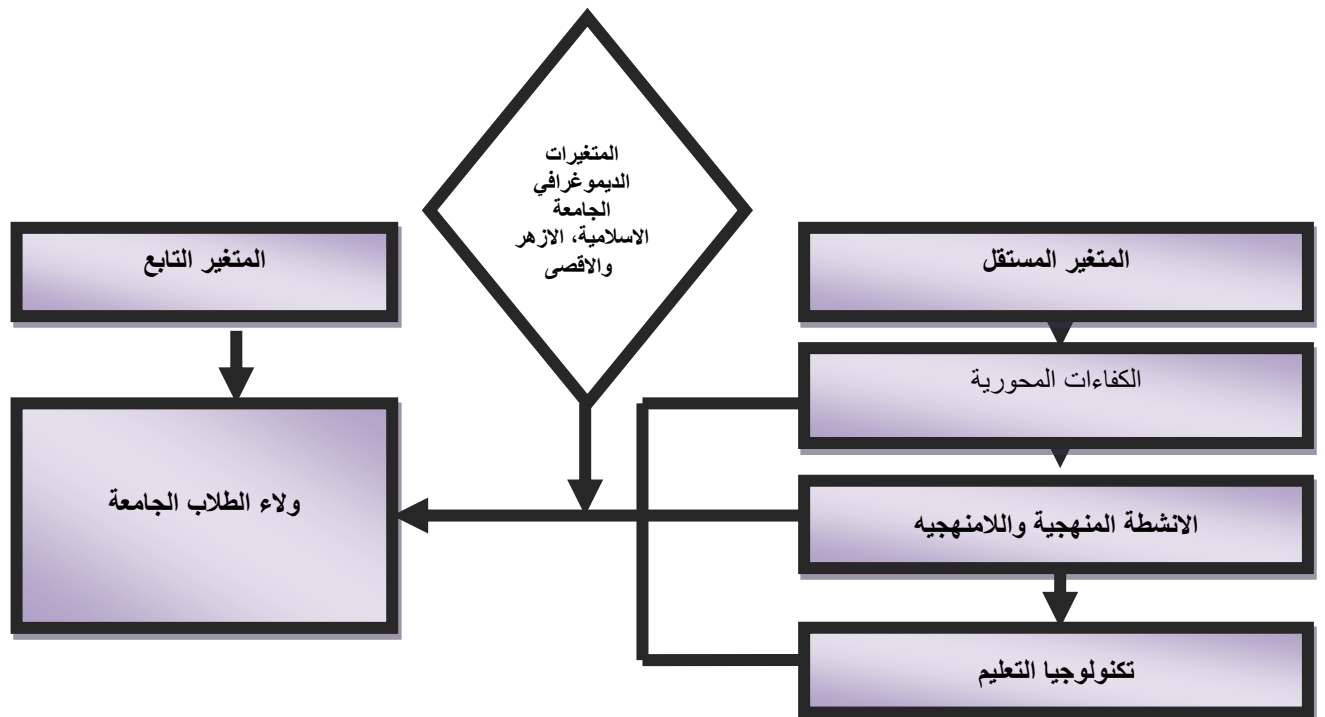 المتغيرات
الديموغرافي
الجامعة
الاسلامية، الازهر
والاقصى
المتغير المستقل
المتغير التابع
الكفاءات المحورية
الانشطة المنهجية واللامنهجيه
ولاء الطلاب الجامعة
تكنولوجيا التعليم